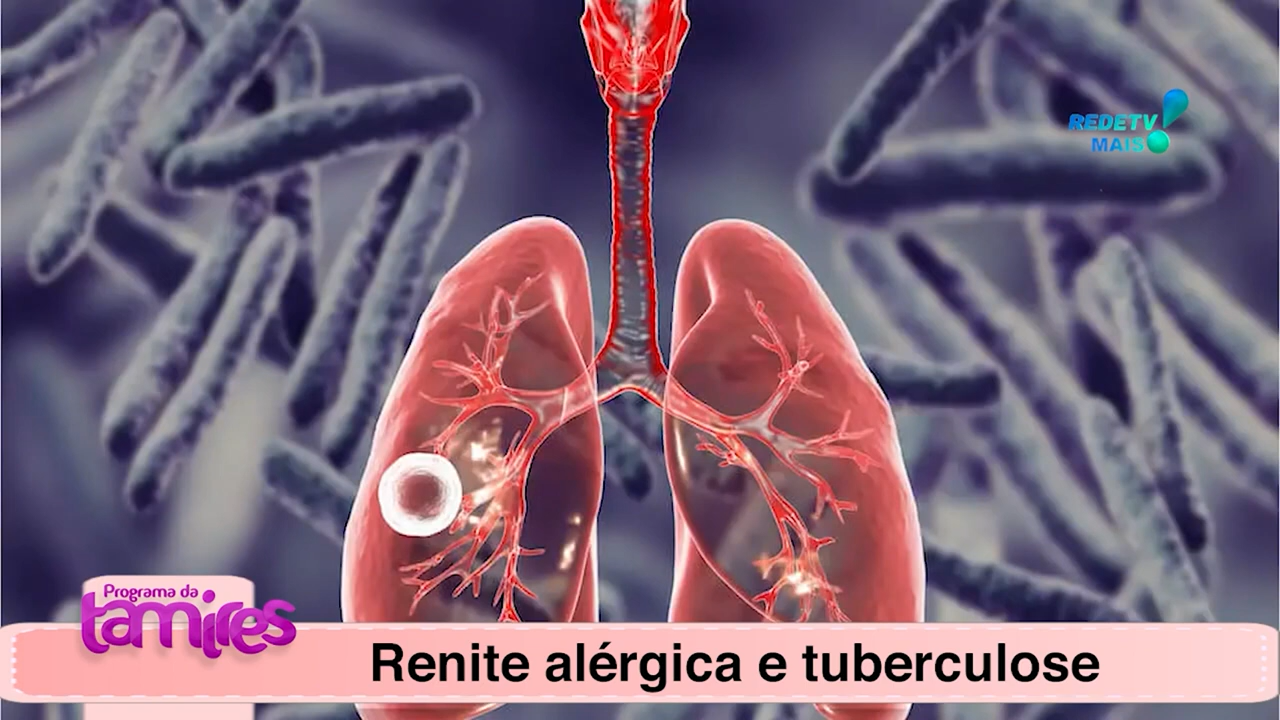 REDETV!
MAIS
Programa da
tamires
Renite alérgica e tuberculose